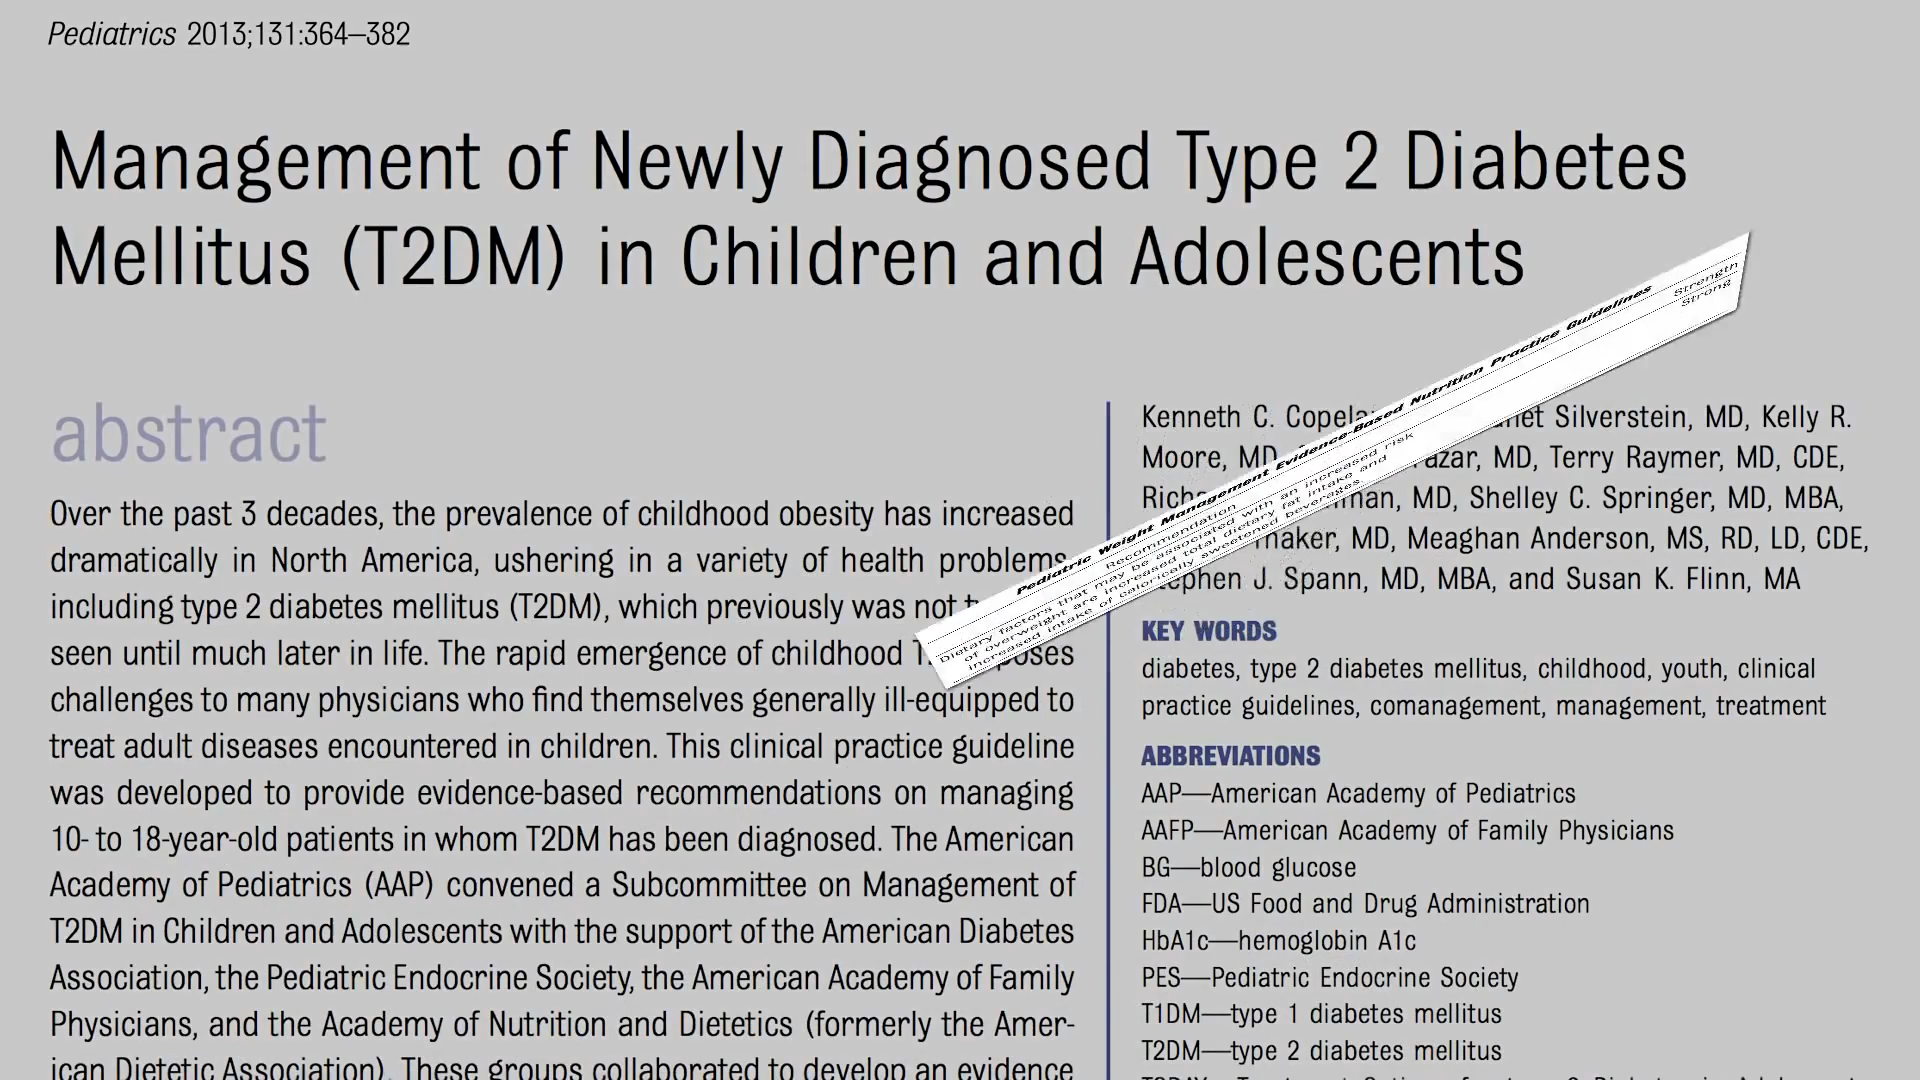 Pediatrics 2013;131:364–382
Management of Newly Diagnosed Type 2 Diabetes
Mellitus (T2DM) in Children and Adolescents
abstract
Over the past 3 decades, the prevalence of childhood obesity has increased
dramatically in North America, ushering in a variety of health problems,
including type 2 diabetes mellitus (T2DM), which previously was not
seen until much later in life. The rapid emergence of childhood
challenges to many physicians who find themselves generally ill-equipped to
treat adult diseases encountered in children. This clinical practice guideline
was developed to provide evidence-based recommendations on managing
10- to 18-year-old patients in whom T2DM has been diagnosed. The American
Academy of Pediatrics (AAP) convened a Subcommittee on Management of
T2DM in Children and Adolescents with the support of the American Diabetes
Association, the Pediatric Endocrine Society, the American Academy of Family
Physicians, and the Academy of Nutrition and Dietetics (formerly the Amer-
ican Dietetic Association). These groups collaborated to develop an evidence
Pediatric Weight Management Evidence-Based Nutrition Practice Guidelines
Recommendation Strength
Dietary factors that may be associated with an increased risk Strong
of overweight are increased total dietary fat intake and
increased intake of calorically sweetened beverages.
Kenneth C. Silverstein, MD, Kelly R.
Moore, MD, MD, Terry Raymer, MD, CDE,
MD, Shelley C. Springer, MD, MBA,
MD, Meaghan Anderson, MS, RD, LD, CDE,
Stephen J. Spann, MD, MBA, and Susan K. Flinn, MA
KEY WORDS
diabetes, type 2 diabetes mellitus, childhood, youth, clinical
practice guidelines, comanagement, management, treatment
ABBREVIATIONS
AAP—American Academy of Pediatrics
AAFP—American Academy of Family Physicians
BG—blood glucose
FDA—US Food and Drug Administration
HbA1c—hemoglobin A1c
PES—Pediatric Endocrine Society
T1DM—type 1 diabetes mellitus
T2DM—type 2 diabetes mellitus